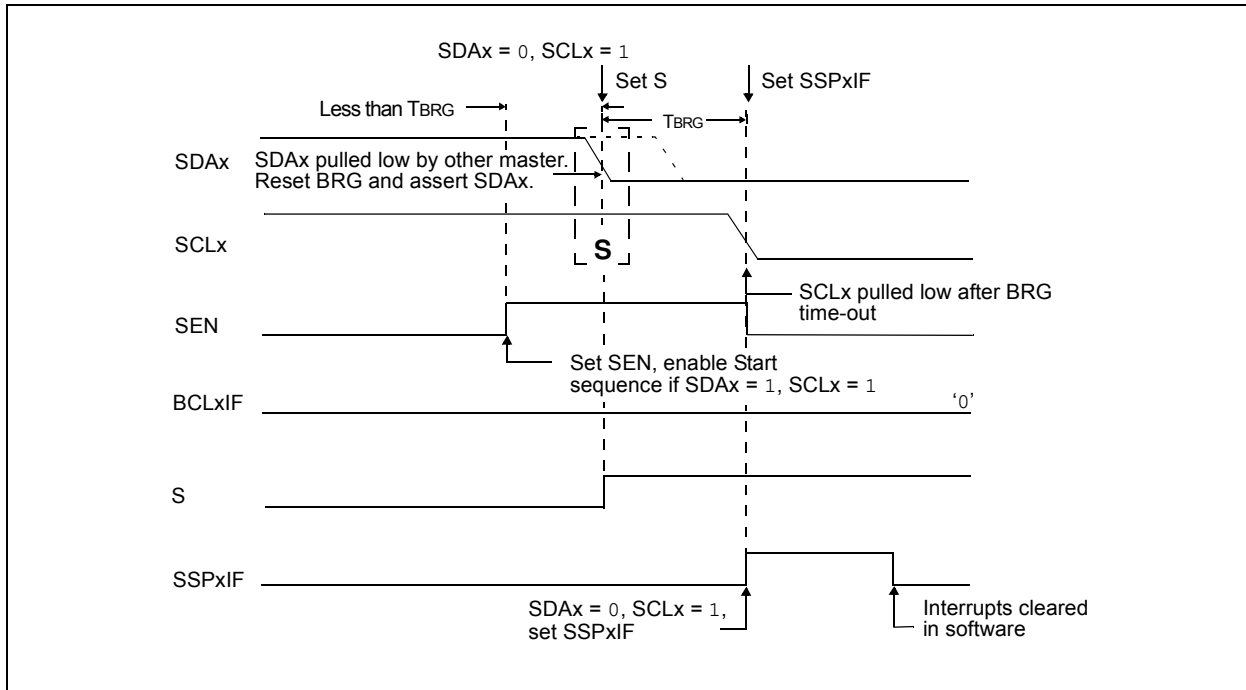 SDAx = 0, SCLx = 1
Set S
Set SSPxIF
Less than TBRG
TBRG
SDAx
SDAx pulled low by other master.
Reset BRG and assert SDAx.
SCLx
S
SCLx pulled low after BRG
time-out
SEN
Set SEN, enable Start
sequence if SDAx = 1, SCLx = 1
BCLxIF
‘0’
S
SSPxIF
SDAx = 0, SCLx = 1,
set SSPxIF
Interrupts cleared
in software